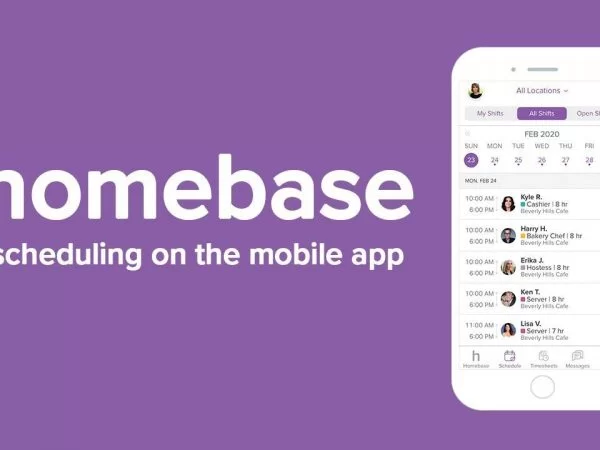 homebase
scheduling on the mobile app
All Locations
My Shifts All Shifts Open S
FEB 2020
SUN MON TUE WED THU FRI
23 24 25 26 27 28
MON, FEB 24
10:00 AM Kyle R.
Cashier | 8 hr
6:00 PM Beverly Hills Cafe
10:00 AM Harry H.
Bakery Chef | 8 hr
6:00 PM Beverly Hills Cafe
10:00 AM Erika J.
Hostess | 8 hr
6:00 PM Beverly Hills Cafe
10:00 AM Ken T.
Server | 8 hr
6:00 PM Beverly Hills Cafe
11:00 AM Lisa V.
Server | 7 hr
6:00 PM Beverly Hills Cafe
h
Homebase Schedule Timesheets Messages